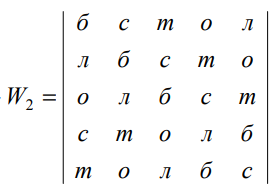 б с т о л
л б с т о
W₂ = о л б с т
с т о л б
т о л б с